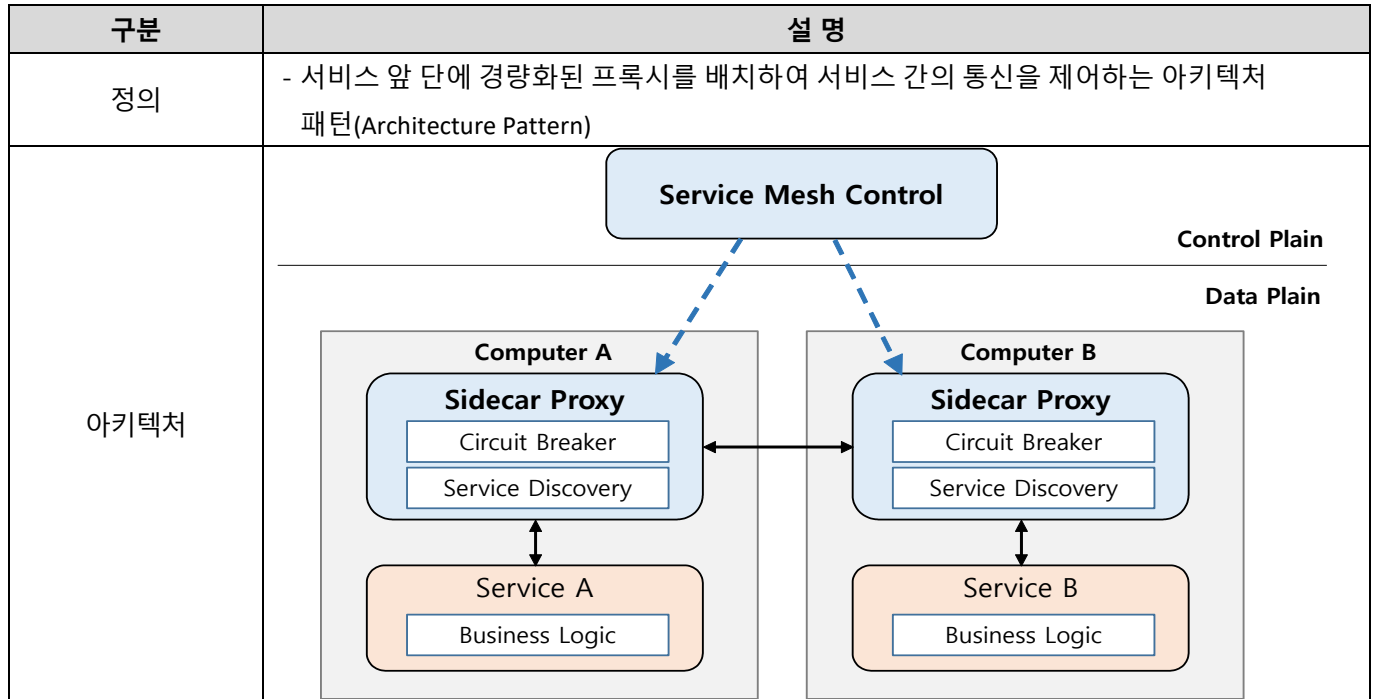 구분
설 명
정의
- 서비스 앞 단에 경량화된 프록시를 배치하여 서비스 간의 통신을 제어하는 아키텍처
패턴(Architecture Pattern)
아키텍처
Service Mesh Control
Control Plain
Data Plain
Computer A
Sidecar Proxy
Circuit Breaker
Service Discovery
Service A
Business Logic
Computer B
Sidecar Proxy
Circuit Breaker
Service Discovery
Service B
Business Logic